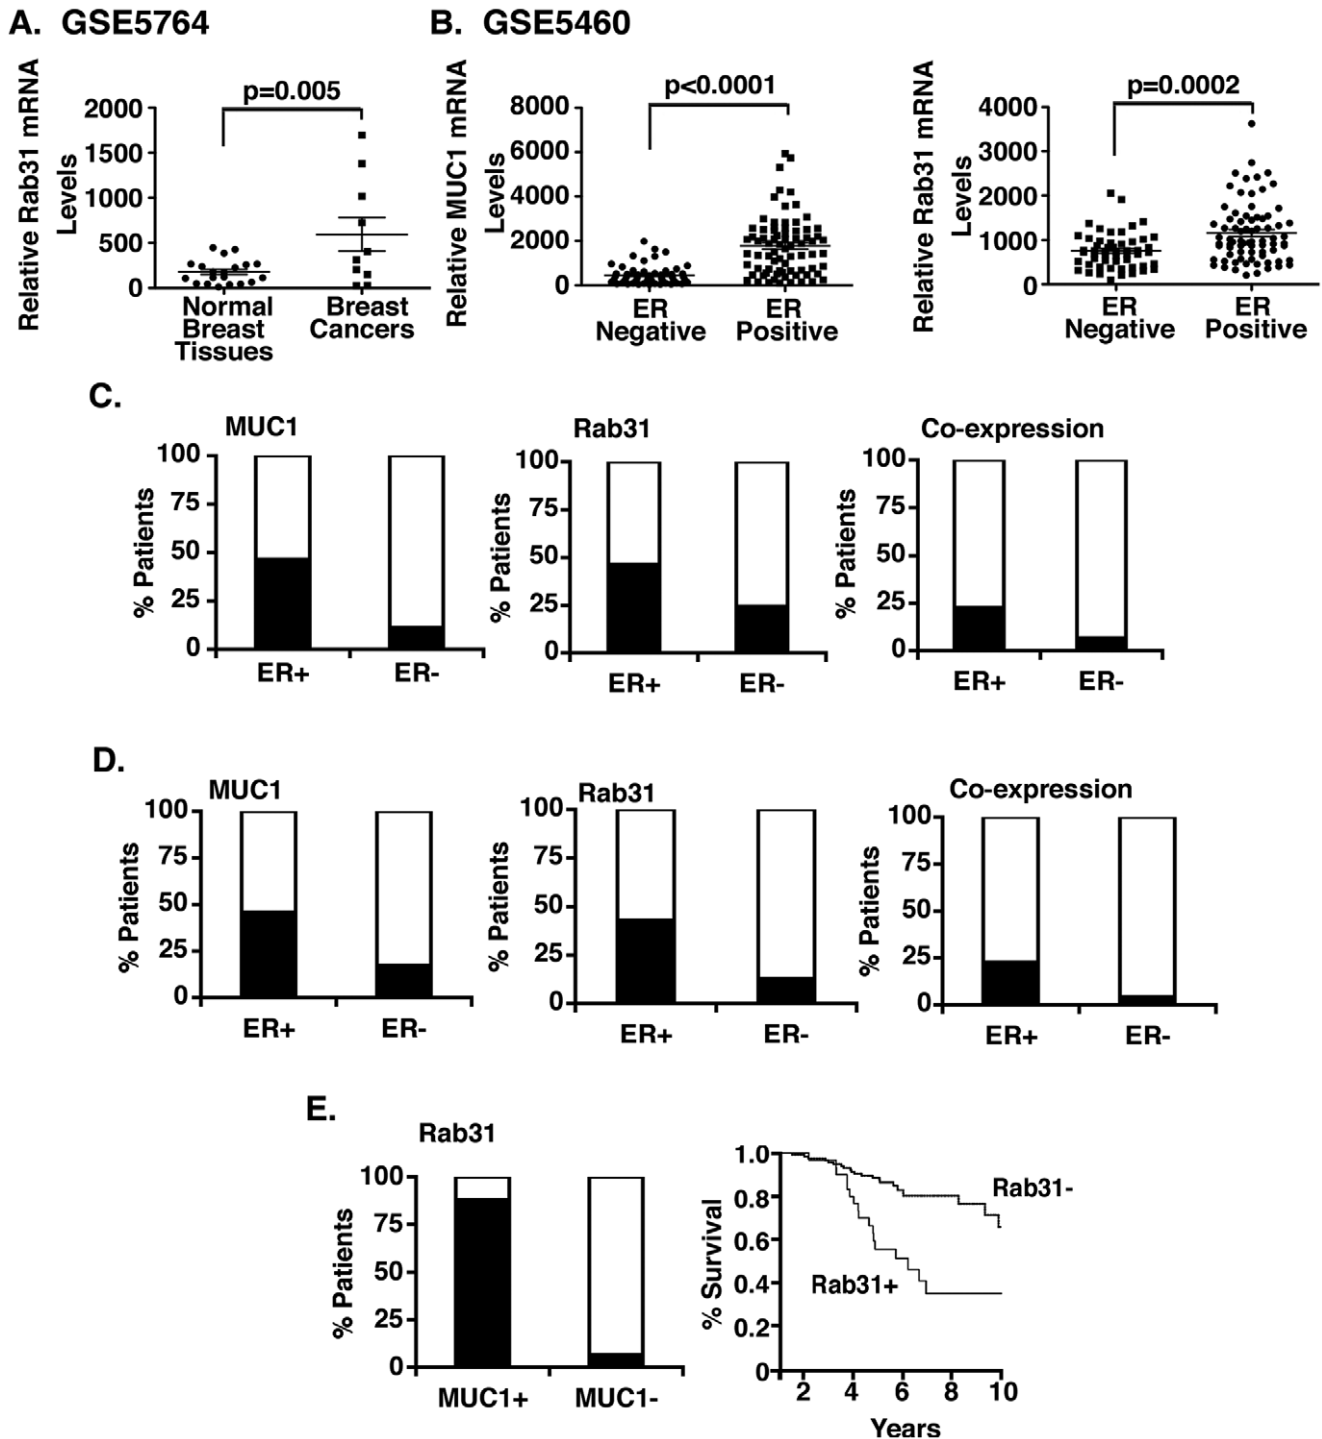 A. GSE5764
B. GSE5460
Relative Rab31 mRNA
Levels
2000
1500
1000
500
0
p=0.005
Normal
Breast
Tissues
Breast
Cancers
Relative MUC1 mRNA
Levels
8000
6000
4000
2000
0
p<0.0001
ER
Negative
ER
Positive
Relative Rab31 mRNA
Levels
4000
3000
2000
1000
0
p=0.0002
ER
Negative
ER
Positive
C.
MUC1
% Patients
100
75
50
25
0
ER+
ER-
Rab31
% Patients
100
75
50
25
0
ER+
ER-
Co-expression
% Patients
100
75
50
25
0
ER+
ER-
D.
MUC1
% Patients
100
75
50
25
0
ER+
ER-
Rab31
% Patients
100
75
50
25
0
ER+
ER-
Co-expression
% Patients
100
75
50
25
0
ER+
ER-
E.
Rab31
% Patients
100
75
50
25
0
MUC1+
MUC1-
% Survival
1.0
0.8
0.6
0.4
0.2
0
Rab31-
Rab31+
2 4 6 8 10
Years